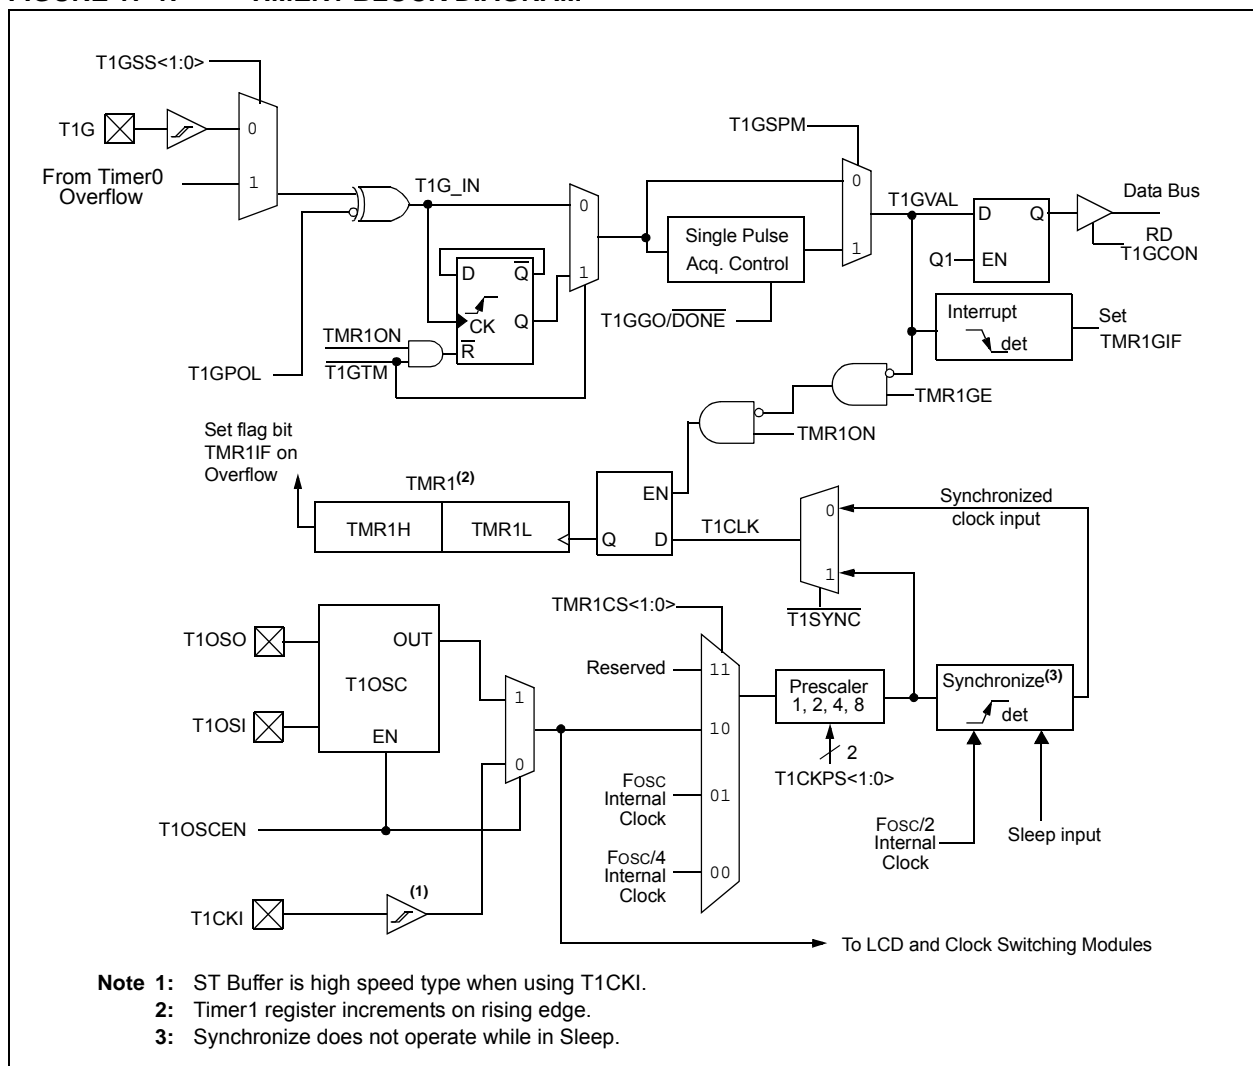 T1GSS<1:0>
T1G
0
From Timer0
Overflow
1
T1G_IN
T1GPOL
D
Q
CK
Q
R
TMR1ON
T1GTM
0
1
T1GSPM
Single Pulse
Acq. Control
T1GGO/DONE
0
1
T1GVAL
D
Q
Q1
EN
Data Bus
RD
T1GCON
Interrupt
det
Set
TMR1GIF
TMR1GE
TMR1ON
Set flag bit
TMR1IF on
Overflow
TMR1(2)
TMR1H
TMR1L
EN
Q
D
T1CLK
0
1
T1SYNC
Synchronized
clock input
T1OSO
T1OSI
OUT
T1OSC
EN
T1OSCEN
T1CKI
(1)
1
0
TMR1CS<1:0>
Reserved
11
10
FOSC
Internal
Clock
01
FOSC/4
Internal
Clock
00
Prescaler
1, 2, 4, 8
2
T1CKPS<1:0>
Synchronize(3)
det
FOSC/2
Internal
Clock
Sleep input
To LCD and Clock Switching Modules
Note 1: ST Buffer is high speed type when using T1CKI.
2: Timer1 register increments on rising edge.
3: Synchronize does not operate while in Sleep.